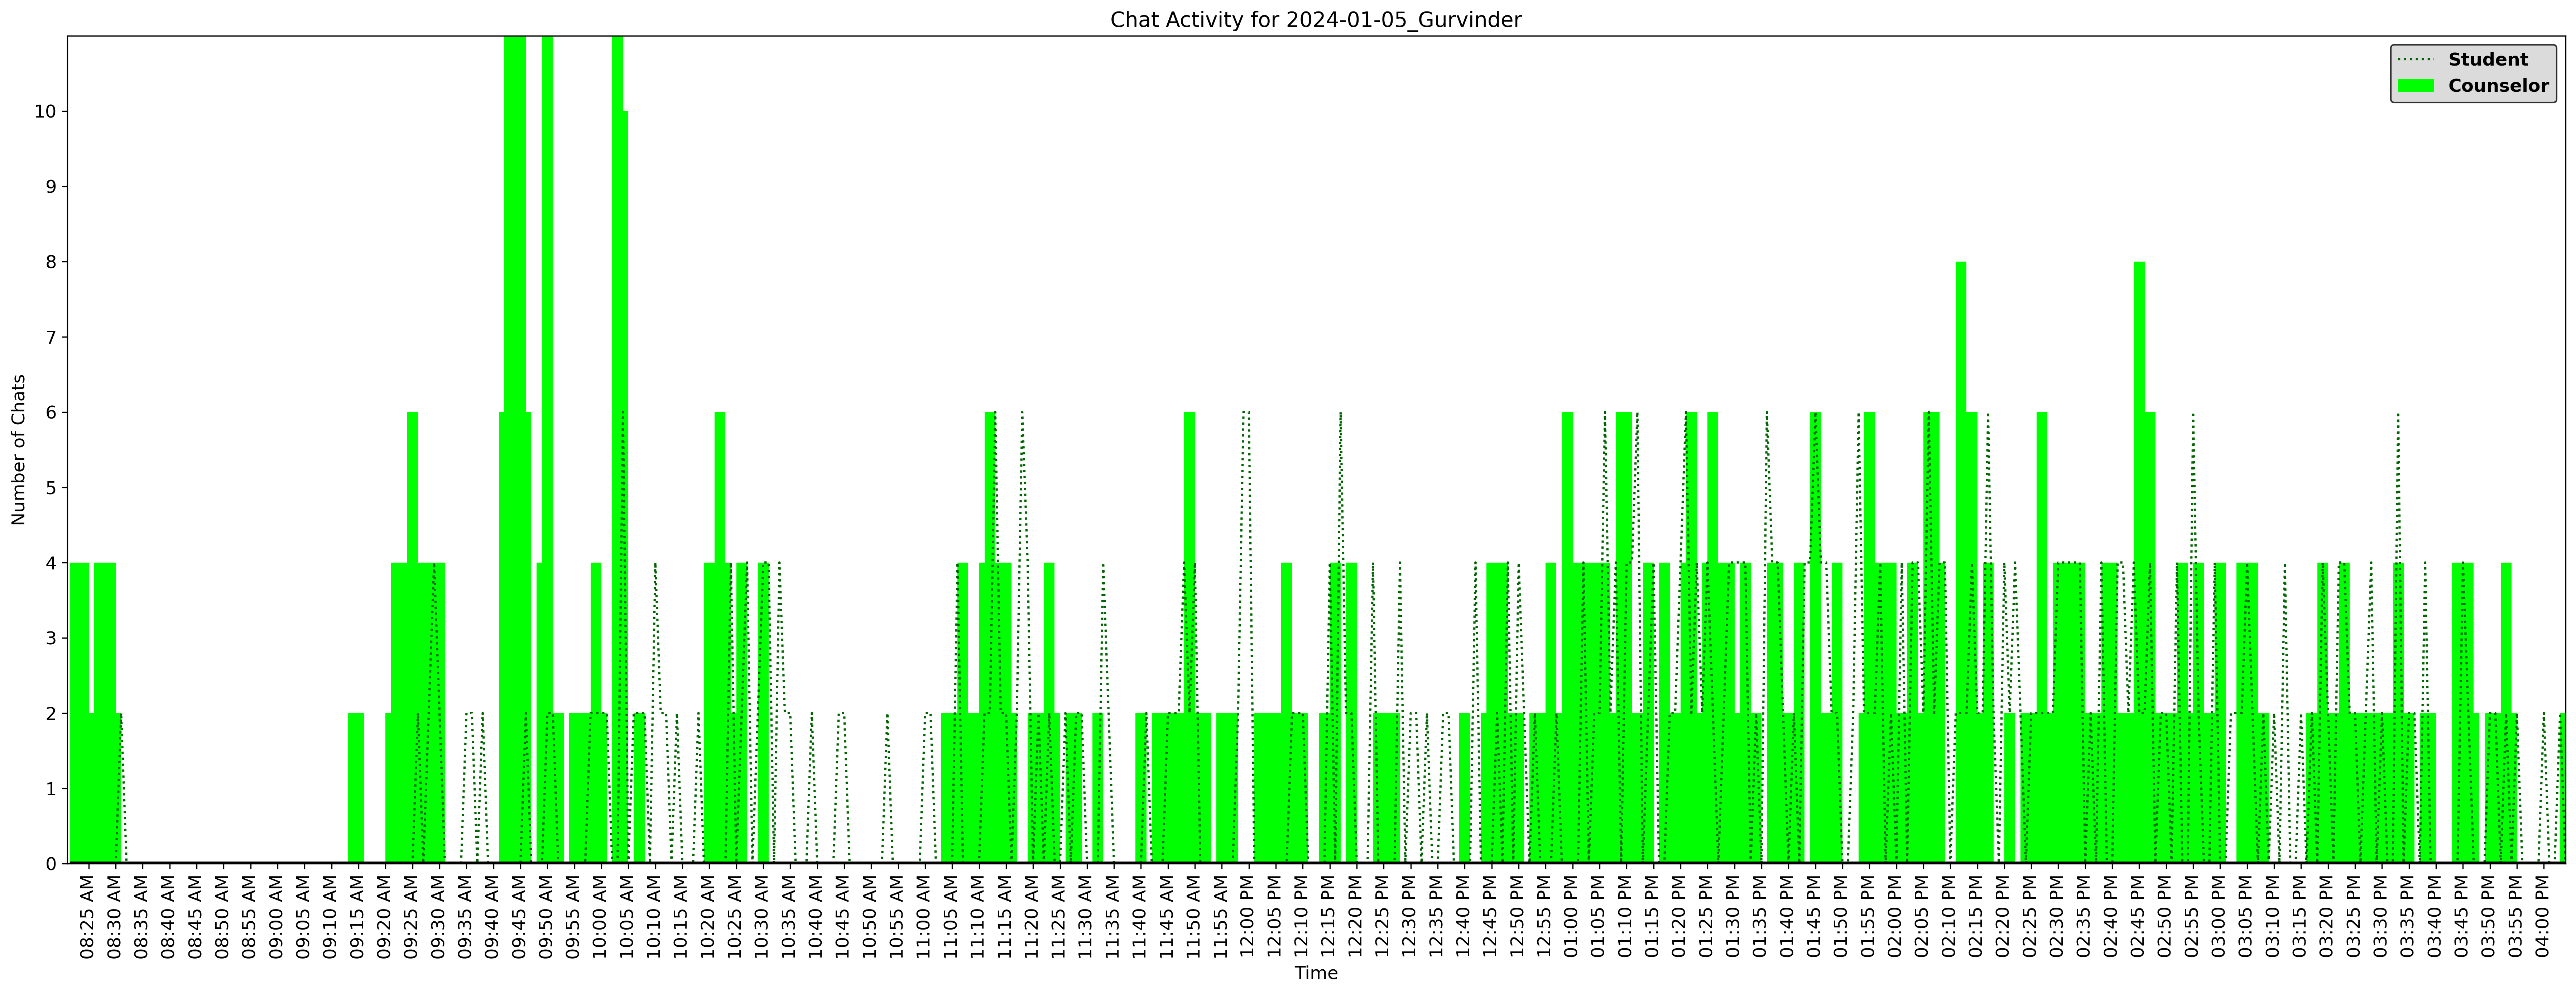 Chat Activity for 2024-01-05_Gurvinder
Student
Counselor
Number of Chats
10
9
8
7
6
5
4
3
2
1
0
08:25 AM
08:30 AM
08:35 AM
08:40 AM
08:45 AM
08:50 AM
08:55 AM
09:00 AM
09:05 AM
09:10 AM
09:15 AM
09:20 AM
09:25 AM
09:30 AM
09:35 AM
09:40 AM
09:45 AM
09:50 AM
09:55 AM
10:00 AM
10:05 AM
10:10 AM
10:15 AM
10:20 AM
10:25 AM
10:30 AM
10:35 AM
10:40 AM
10:45 AM
10:50 AM
10:55 AM
11:00 AM
11:05 AM
11:10 AM
11:15 AM
11:20 AM
11:25 AM
11:30 AM
11:35 AM
11:40 AM
11:45 AM
11:50 AM
11:55 AM
12:00 PM
12:05 PM
12:10 PM
12:15 PM
12:20 PM
12:25 PM
12:30 PM
12:35 PM
12:40 PM
12:45 PM
12:50 PM
12:55 PM
01:00 PM
01:05 PM
01:10 PM
01:15 PM
01:20 PM
01:25 PM
01:30 PM
01:35 PM
01:40 PM
01:45 PM
01:50 PM
01:55 PM
02:00 PM
02:05 PM
02:10 PM
02:15 PM
02:20 PM
02:25 PM
02:30 PM
02:35 PM
02:40 PM
02:45 PM
02:50 PM
02:55 PM
03:00 PM
03:05 PM
03:10 PM
03:15 PM
03:20 PM
03:25 PM
03:30 PM
03:35 PM
03:40 PM
03:45 PM
03:50 PM
03:55 PM
04:00 PM
Time